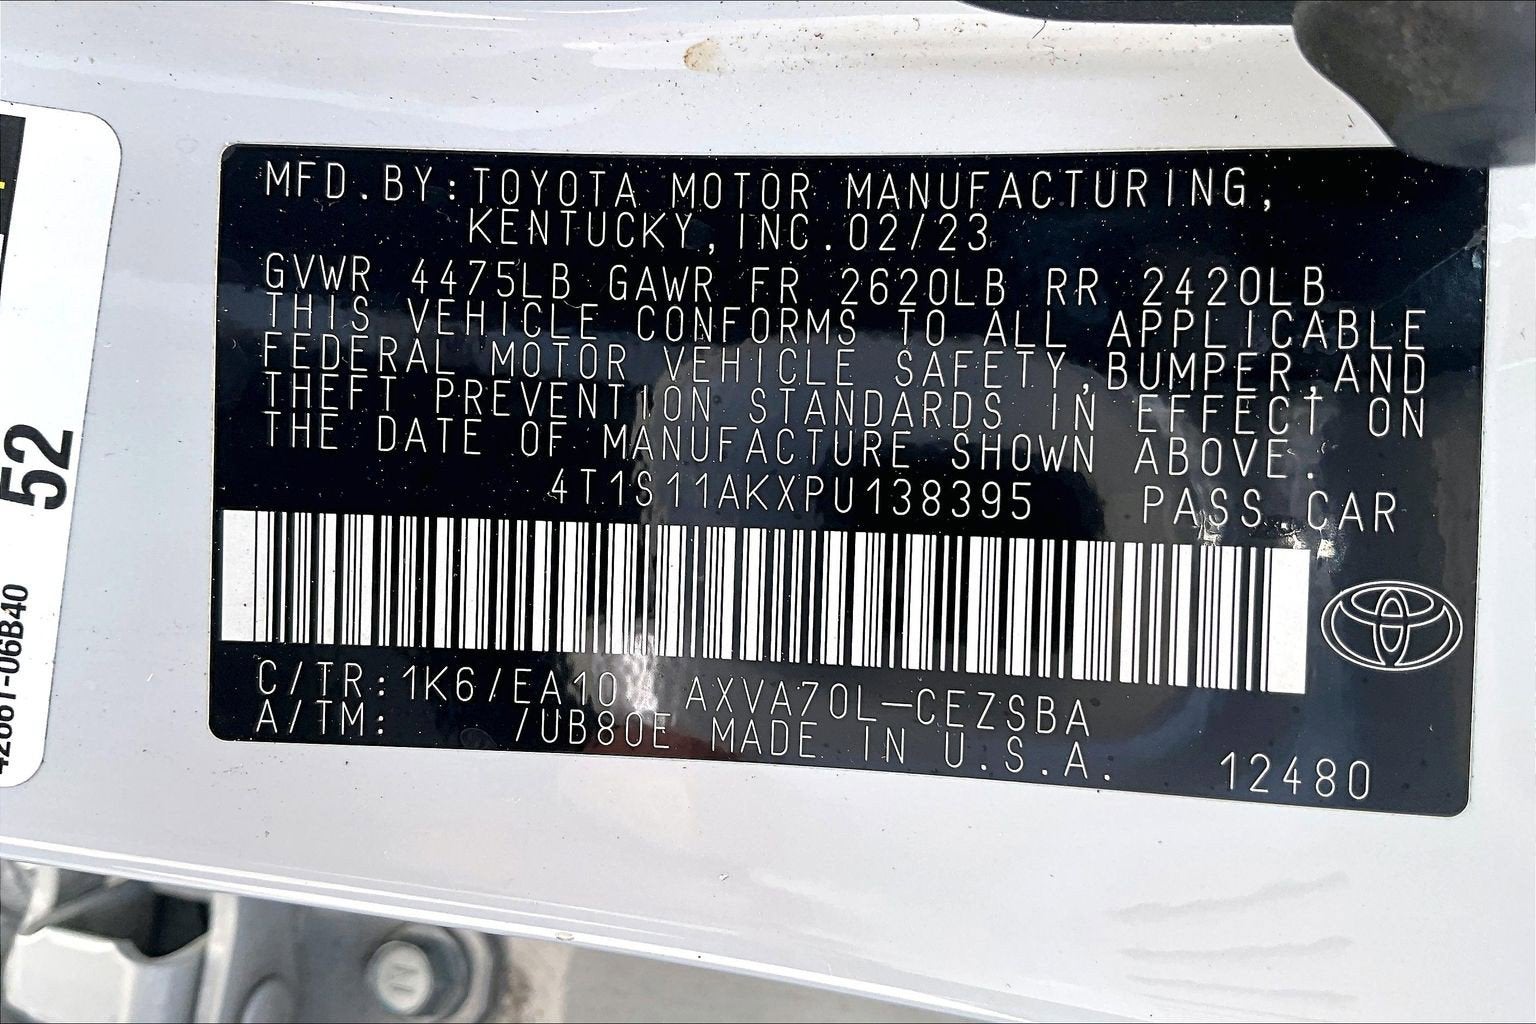 MFD.BY:TOYOTA MOTOR MANUFACTURING,
KENTUCKY,INC.02/23
GVWR 4475LB GAWR FR 2620LB RR 2420LB
THIS VEHICLE CONFORMS TO ALL APPLICABLE
FEDERAL MOTOR VEHICLE SAFETY,BUMPER,AND
THEFT PREVENTION STANDARDS IN EFFECT ON
THE DATE OF MANUFACTURE SHOWN ABOVE.
4T1S11AKXPU138395 PASS.CAR
C/TR:1K6/EA10 AXVA70L-CEZSBA
A/TM: /UB80E MADE IN U.S.A.
12480
52